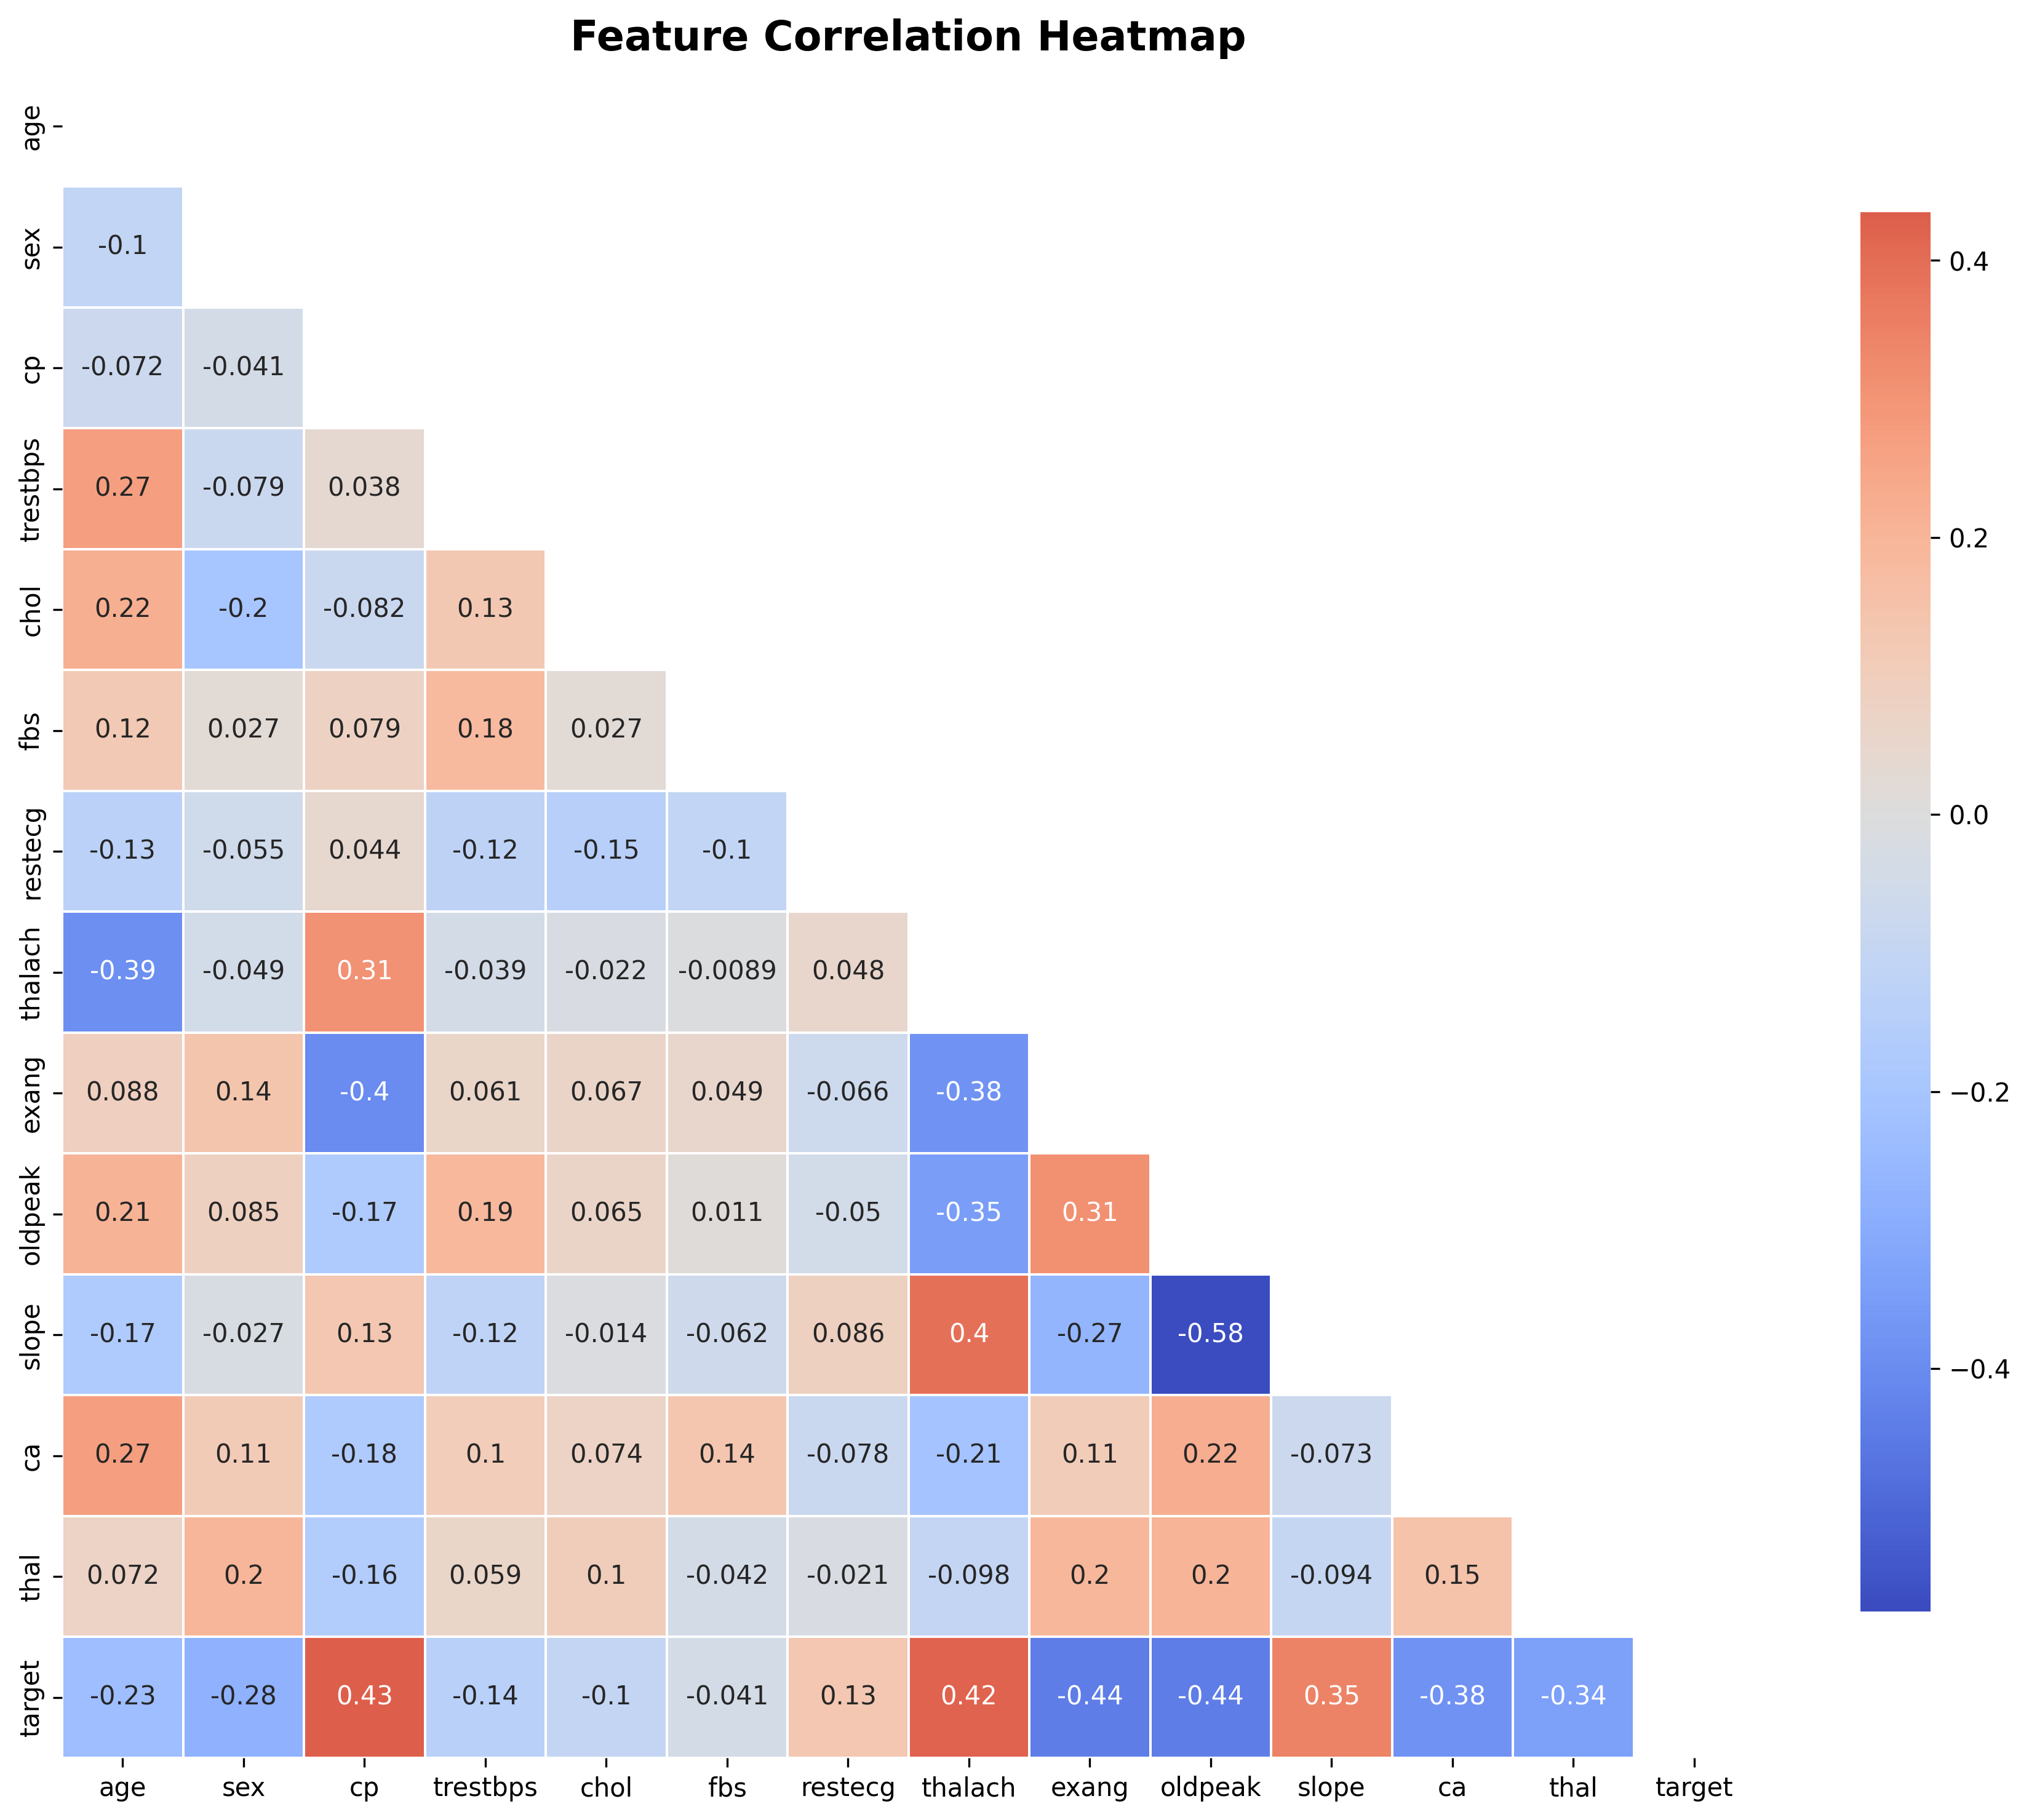 Feature Correlation Heatmap
age
sex -0.1
cp -0.072 -0.041
trestbps 0.27 -0.079 0.038
chol 0.22 -0.2 -0.082 0.13
fbs 0.12 0.027 0.079 0.18 0.027
restecg -0.13 -0.055 0.044 -0.12 -0.15 -0.1
thalach -0.39 -0.049 0.31 -0.039 -0.022 -0.0089 0.048
exang 0.088 0.14 -0.4 0.061 0.067 0.049 -0.066 -0.38
oldpeak 0.21 0.085 -0.17 0.19 0.065 0.011 -0.05 -0.35 0.31
slope -0.17 -0.027 0.13 -0.12 -0.014 -0.062 0.086 0.4 -0.27 -0.58
ca 0.27 0.11 -0.18 0.1 0.074 0.14 -0.078 -0.21 0.11 0.22 -0.073
thal 0.072 0.2 -0.16 0.059 0.1 -0.042 -0.021 -0.098 0.2 0.2 -0.094 0.15
target -0.23 -0.28 0.43 -0.14 -0.1 -0.041 0.13 0.42 -0.44 -0.44 0.35 -0.38 -0.34
age sex cp trestbps chol fbs restecg thalach exang oldpeak slope ca thal target
0.4
0.2
0.0
−0.2
−0.4